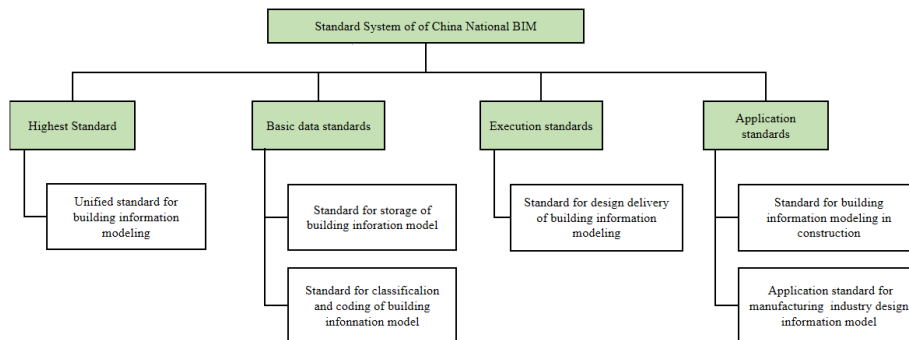 Standard System of of China National BIM
Highest Standard
Basic data standards
Execution standards
Application
standards
Unified standard for
building information
modeling
Standard for storage of
building inforation model
Standard for design delivery
of building information
modeling
Standard for building
information modeling in
construction
Standard for classificalion
and coding of building
infonnation model
Application standard for
manufacturing industry design
information model